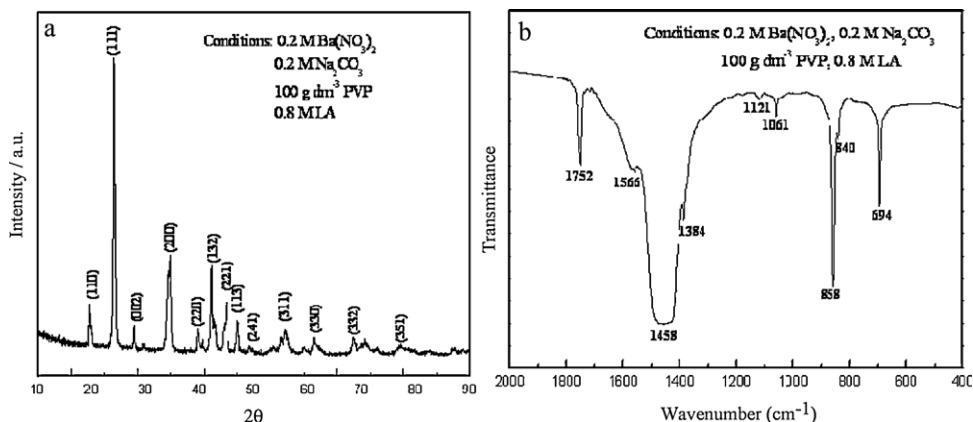 a
Conditions: 0.2 M Ba(NO₃)₂
0.2 M Na₂CO₃
100 g dm⁻³ PVP
0.8 M LA
Intensity / a.u.
(110)
(111)
(002)
(200)
(220)
(132)
(221)
(113)
(241)
(311)
(330)
(332)
(351)
10 30 40 50 60 70 80 90
2θ
b
Conditions: 0.2 M Ba(NO₃)₂, 0.2 M Na₂CO₃
100 g dm⁻³ PVP, 0.8 M LA
Transmittance
1752
1566
1458
1384
1121
1061
858
840
694
2000 1800 1600 1400 1200 1000 800 600 400
Wavenumber (cm⁻¹)